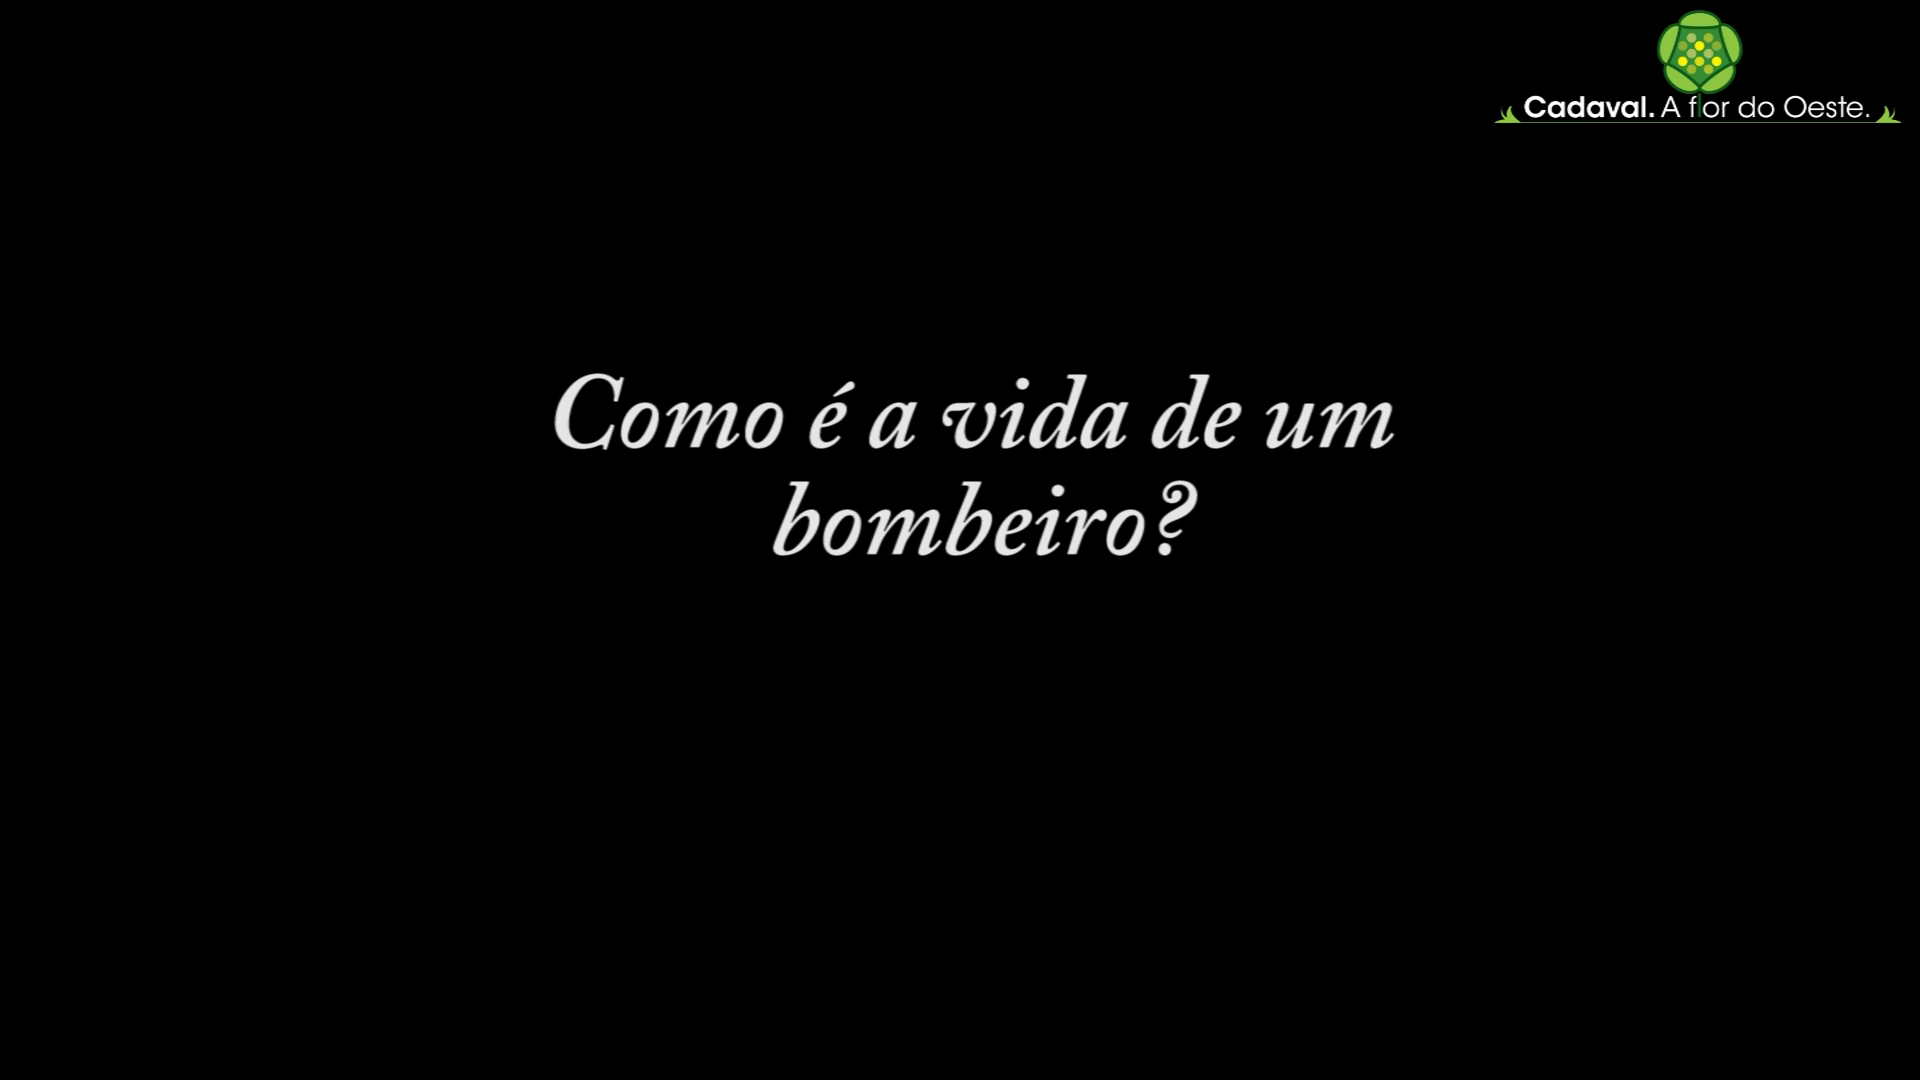 Cadaval. A flor do Oeste.
Como é a vida de um
bombeiro?